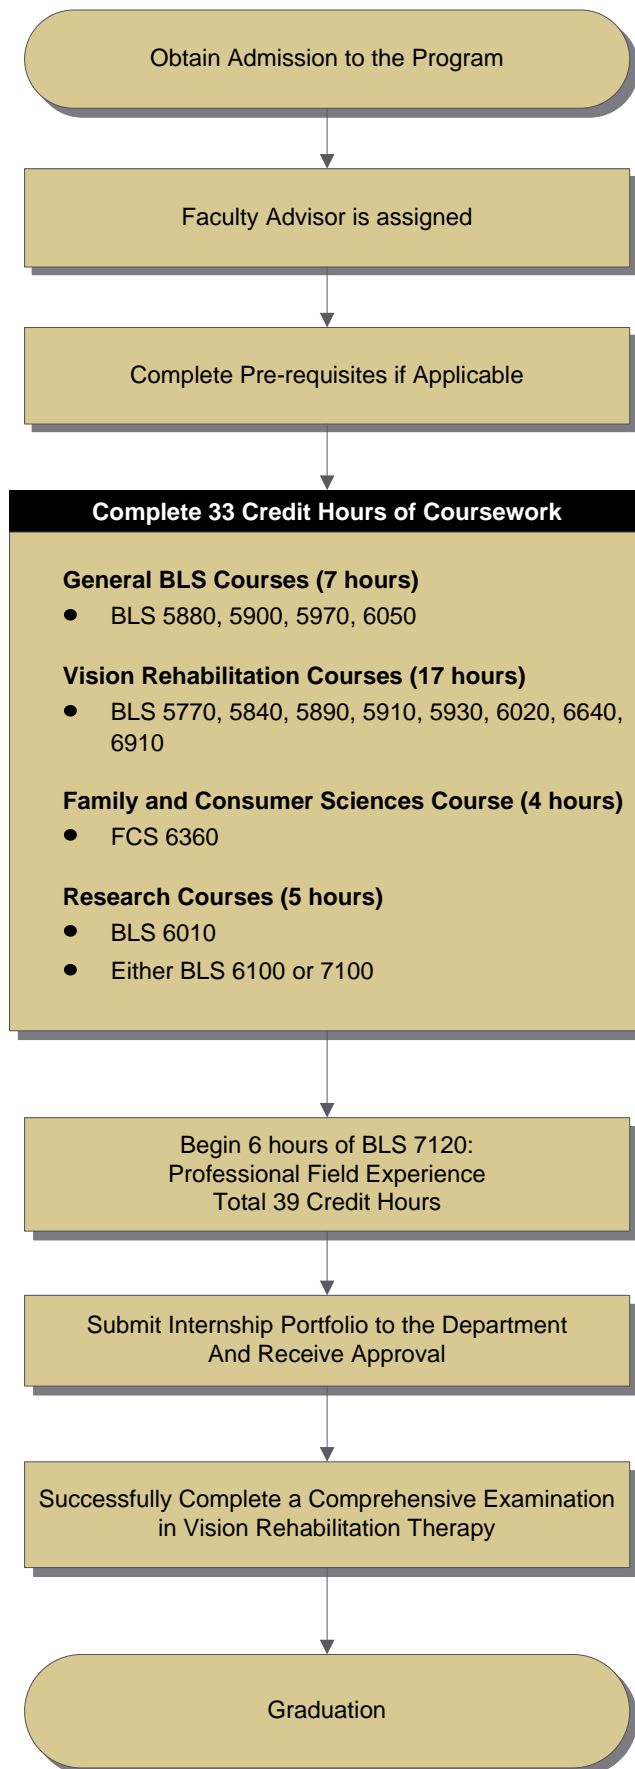 Obtain Admission to the Program
Faculty Advisor is assigned
Complete Pre-requisites if Applicable
Complete 33 Credit Hours of Coursework
General BLS Courses (7 hours)
● BLS 5880, 5900, 5970, 6050
Vision Rehabilitation Courses (17 hours)
● BLS 5770, 5840, 5890, 5910, 5930, 6020, 6640,
6910
Family and Consumer Sciences Course (4 hours)
● FCS 6360
Research Courses (5 hours)
● BLS 6010
● Either BLS 6100 or 7100
Begin 6 hours of BLS 7120:
Professional Field Experience
Total 39 Credit Hours
Submit Internship Portfolio to the Department
And Receive Approval
Successfully Complete a Comprehensive Examination
in Vision Rehabilitation Therapy
Graduation